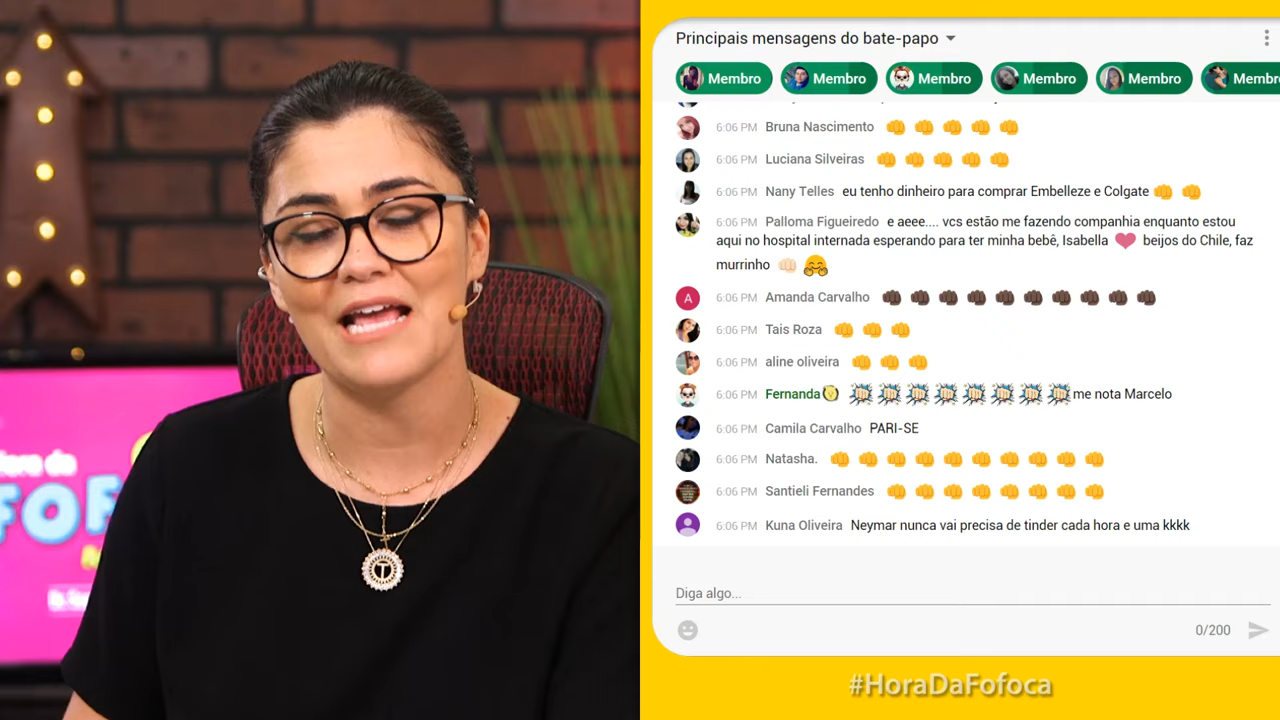 Principais mensagens do bate-papo
Membro Membro Membro Membro Membro Membro
6:06 PM Bruna Nascimento 👊 👊 👊 👊 👊
6:06 PM Luciana Silveiras 👊 👊 👊 👊 👊
6:06 PM Nany Telles eu tenho dinheiro para comprar Embelleze e Colgate 👊 👊
6:06 PM Palloma Figueiredo e aeee.... vcs estão me fazendo companhia enquanto estou
aqui no hospital internada esperando para ter minha bebê, Isabella ❤ beijos do Chile, faz
murrinho 👊🏻 🤗
A 6:06 PM Amanda Carvalho 👊🏿 👊🏿 👊🏿 👊🏿 👊🏿 👊🏿 👊🏿 👊🏿 👊🏿 👊🏿
6:06 PM Tais Roza 👊 👊 👊
6:06 PM aline oliveira 👊 👊 👊
6:06 PM Fernanda me nota Marcelo
6:06 PM Camila Carvalho PARI-SE
6:06 PM Natasha. 👊 👊 👊 👊 👊 👊 👊 👊 👊 👊
6:06 PM Santieli Fernandes 👊 👊 👊 👊 👊 👊 👊 👊
6:06 PM Kuna Oliveira Neymar nunca vai precisa de tinder cada hora e uma kkkk
Diga algo...
0/200
#HoraDaFofoca
T
ora da
FOF